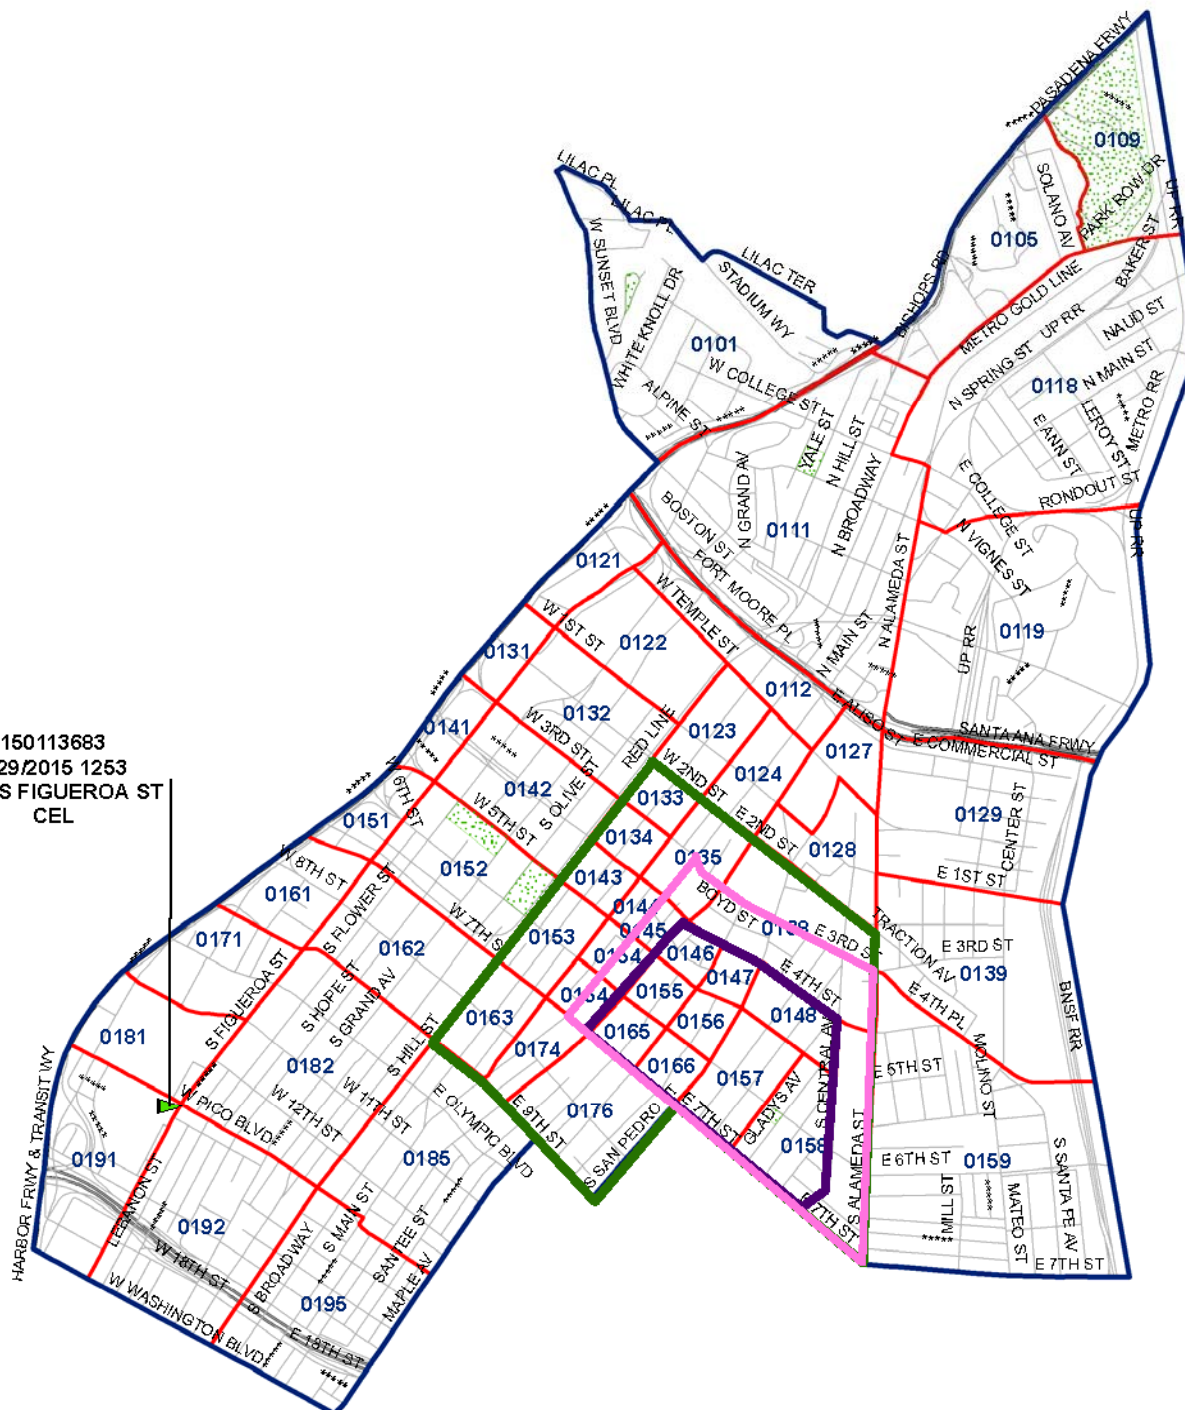 PASADENA FRWY
*****
*****
0109
SOLANO AV
PARK ROW DR
UP RR
*****
0105
*****
BAKER ST
LILAC PL
LILAC PL
LILAC TER
W SUNSET BLVD
WHITE KNOLL DR
STADIUM WY
BISHOPS RD
METRO GOLD LINE
UP RR
NAUD ST
N SPRING ST
0101
*****
*****
W COLLEGE ST
0118
N MAIN ST
ALPINE ST
*****
*****
YALE ST
N HILL ST
N BROADWAY
LEROY ST
*****
METRO RR
E ANN ST
N GRAND AV
E COLLEGE ST
RONDOUT ST
UP RR
BOSTON ST
0111
*****
N VIGNES ST
FORT MOORE PL
N ALAMEDA ST
0121
W TEMPLE ST
*****
W 1ST ST
0122
*****
N MAIN ST
UP RR
0119
*****
0131
*****
0112
*****
E ALISO ST
0132
RED LINE
0123
0141
*****
*****
W 3RD ST
0127
SANTA ANA FRWY
E COMMERCIAL ST
150113683
29/2015 1253
S FIGUEROA ST
CEL
W 2ND ST
0124
W 6TH ST
*****
0142
S OLIVE ST
0133
W 5TH ST
E 2ND ST
0129
CENTER ST
0151
0134
0135
0128
W 8TH ST
0152
0143
E 1ST ST
0161
S FLOWER ST
0144
BOYD ST
0138
E 3RD ST
TRACTION AV
0171
*****
W 7TH ST
0153
0145
E 3RD ST
0162
0154
0146
0139
S FIGUEROA ST
S HOPE ST
S GRAND AV
0147
E 4TH ST
E 4TH PL
BNSF RR
0164
0155
0148
0163
0156
0181
0165
0174
S HILL ST
0182
0166
0157
E 5TH ST
MOLINO ST
*****
*****
W PICO BLVD
*****
W 12TH ST
W 11TH ST
E OLYMPIC BLVD
E 9TH ST
0176
S SAN PEDRO
E 7TH ST
GLADYS AV
S CENTRAL AV
S ALAMEDA ST
*****
HARBOR FRWY & TRANSIT WY
0191
0185
0158
E 6TH ST
0159
LEBANON ST
*****
*****
MILL ST
*****
MATEO ST
S SANTA FE AV
0192
S MAIN ST
SANTEE ST
E 7TH ST
*****
W 18TH ST
S BROADWAY
*****
MAPLE AV
E 7TH ST
W WASHINGTON BLVD
0195
*****
E 18TH ST
*****